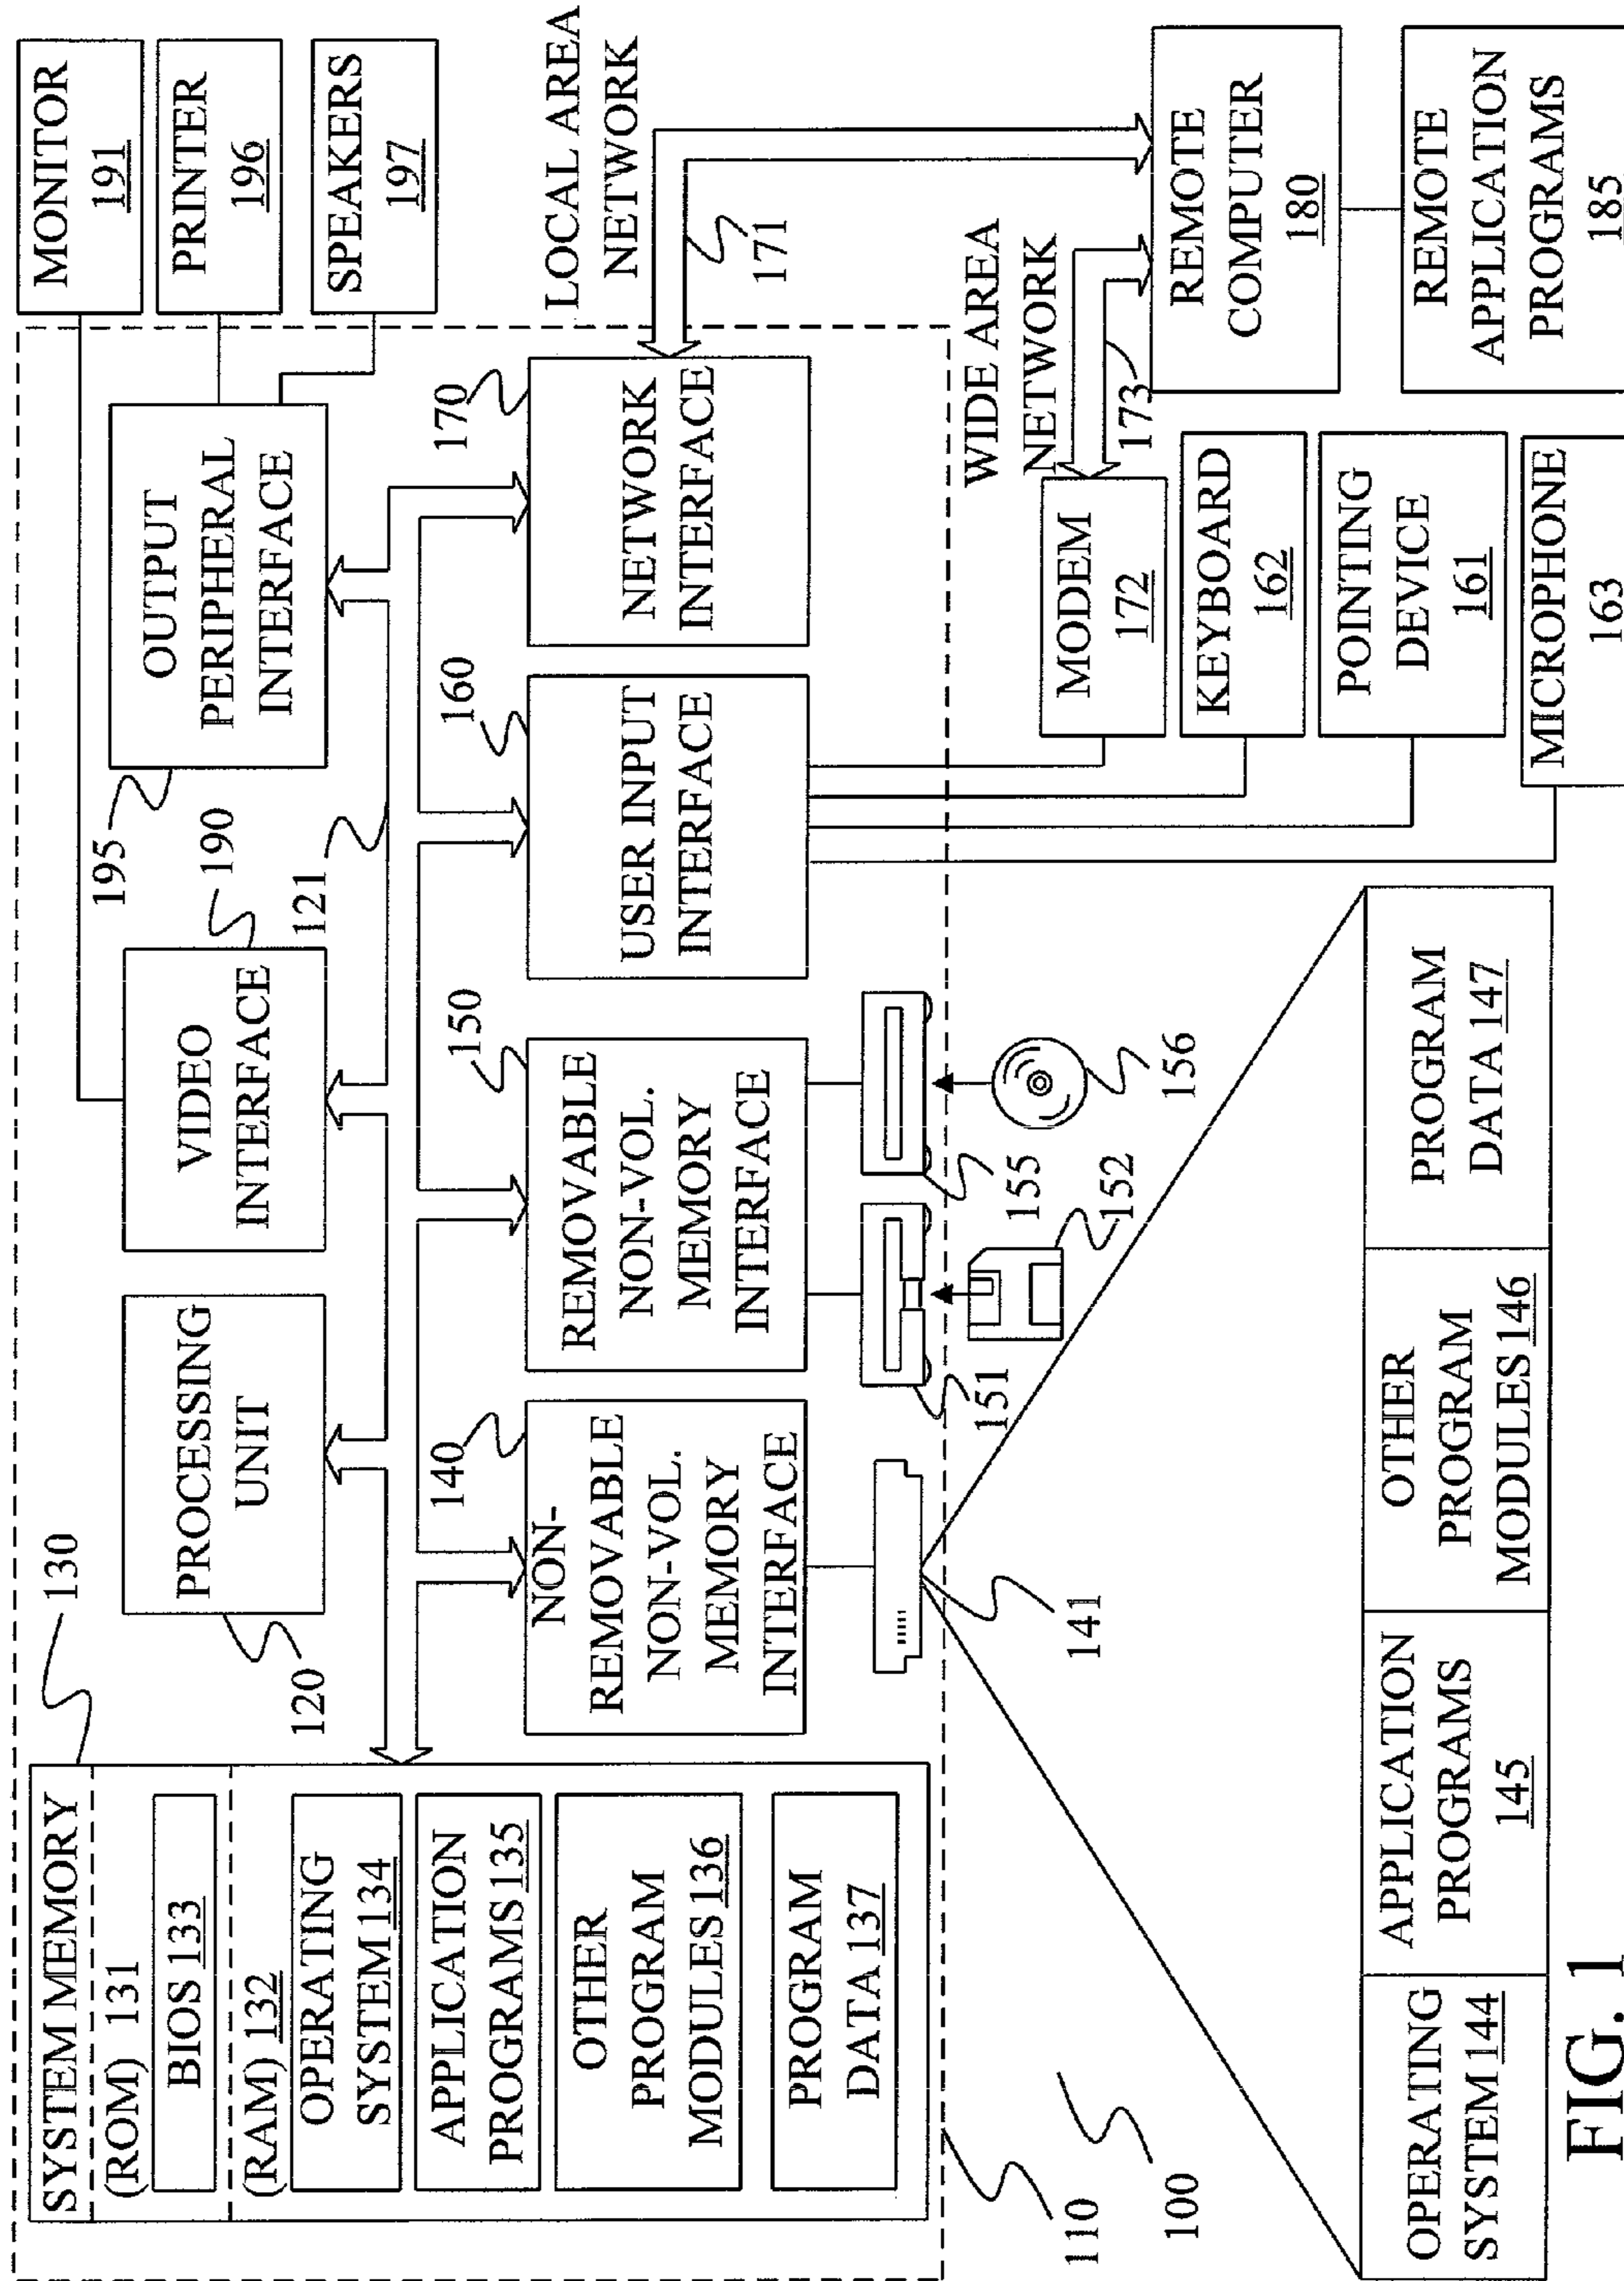 SYSTEM MEMORY
(ROM) 131
BIOS 133
(RAM) 132
OPERATING
SYSTEM 134
APPLICATION
PROGRAMS 135
OTHER
PROGRAM
MODULES 136
PROGRAM
DATA 137
130
PROCESSING
UNIT
120
VIDEO
INTERFACE
190
121
OUTPUT
PERIPHERAL
INTERFACE
195
MONITOR
191
PRINTER
196
SPEAKERS
197
NON-
REMOVABLE
NON-VOL.
MEMORY
INTERFACE
140
REMOVABLE
NON-VOL.
MEMORY
INTERFACE
150
USER INPUT
INTERFACE
160
NETWORK
INTERFACE
170
LOCAL AREA
NETWORK
171
141
151
152
155
156
WIDE AREA
NETWORK
173
MODEM
172
KEYBOARD
162
POINTING
DEVICE
161
MICROPHONE
163
REMOTE
COMPUTER
180
REMOTE
APPLICATION
PROGRAMS
185
110
100
OPERATING
SYSTEM 144
APPLICATION
PROGRAMS
145
OTHER
PROGRAM
MODULES 146
PROGRAM
DATA 147
FIG. 1